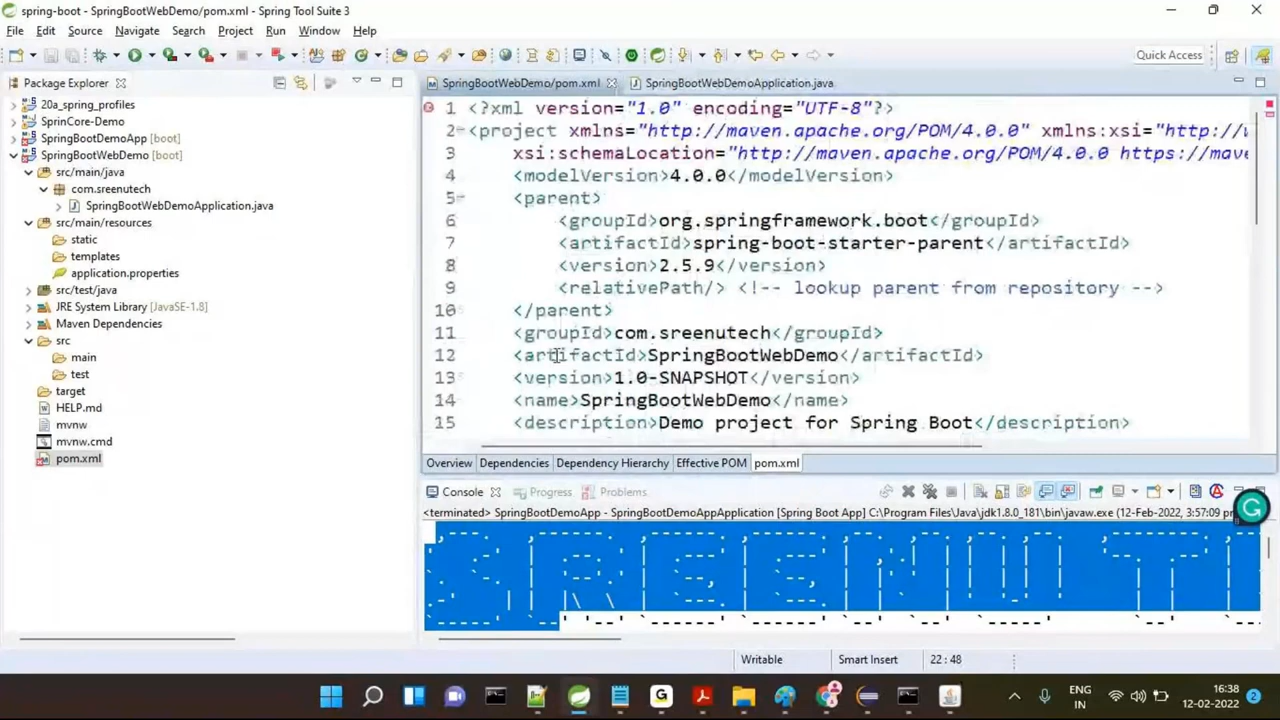 spring-boot - SpringBootWebDemo/pom.xml - Spring Tool Suite 3
File Edit Source Navigate Search Project Run Window Help
Quick Access
Package Explorer
20a_spring_profiles
SprinCore-Demo
SpringBootDemoApp [boot]
SpringBootWebDemo [boot]
src/main/java
com.sreenutech
SpringBootWebDemoApplication.java
src/main/resources
static
templates
application.properties
src/test/java
JRE System Library [JavaSE-1.8]
Maven Dependencies
src
main
test
target
HELP.md
mvnw
mvnw.cmd
pom.xml
SpringBootWebDemo/pom.xml SpringBootWebDemoApplication.java
1 <?xml version="1.0" encoding="UTF-8"?>
2 <project xmlns="http://maven.apache.org/POM/4.0.0" xmlns:xsi="http://w
3 xsi:schemaLocation="http://maven.apache.org/POM/4.0.0 https://mave
4 <modelVersion>4.0.0</modelVersion>
5 <parent>
6 <groupId>org.springframework.boot</groupId>
7 <artifactId>spring-boot-starter-parent</artifactId>
8 <version>2.5.9</version>
9 <relativePath/> <!-- lookup parent from repository -->
10 </parent>
11 <groupId>com.sreenutech</groupId>
12 <artifactId>SpringBootWebDemo</artifactId>
13 <version>1.0-SNAPSHOT</version>
14 <name>SpringBootWebDemo</name>
15 <description>Demo project for Spring Boot</description>
Overview Dependencies Dependency Hierarchy Effective POM pom.xml
Console Progress Problems
<terminated> SpringBootDemoApp - SpringBootDemoAppApplication [Spring Boot App] C:\Program Files\Java\jdk1.8.0_181\bin\javaw.exe (12-Feb-2022, 3:57:09 pm
Writable Smart Insert 22 : 48
ENG
IN
16:38
12-02-2022
2